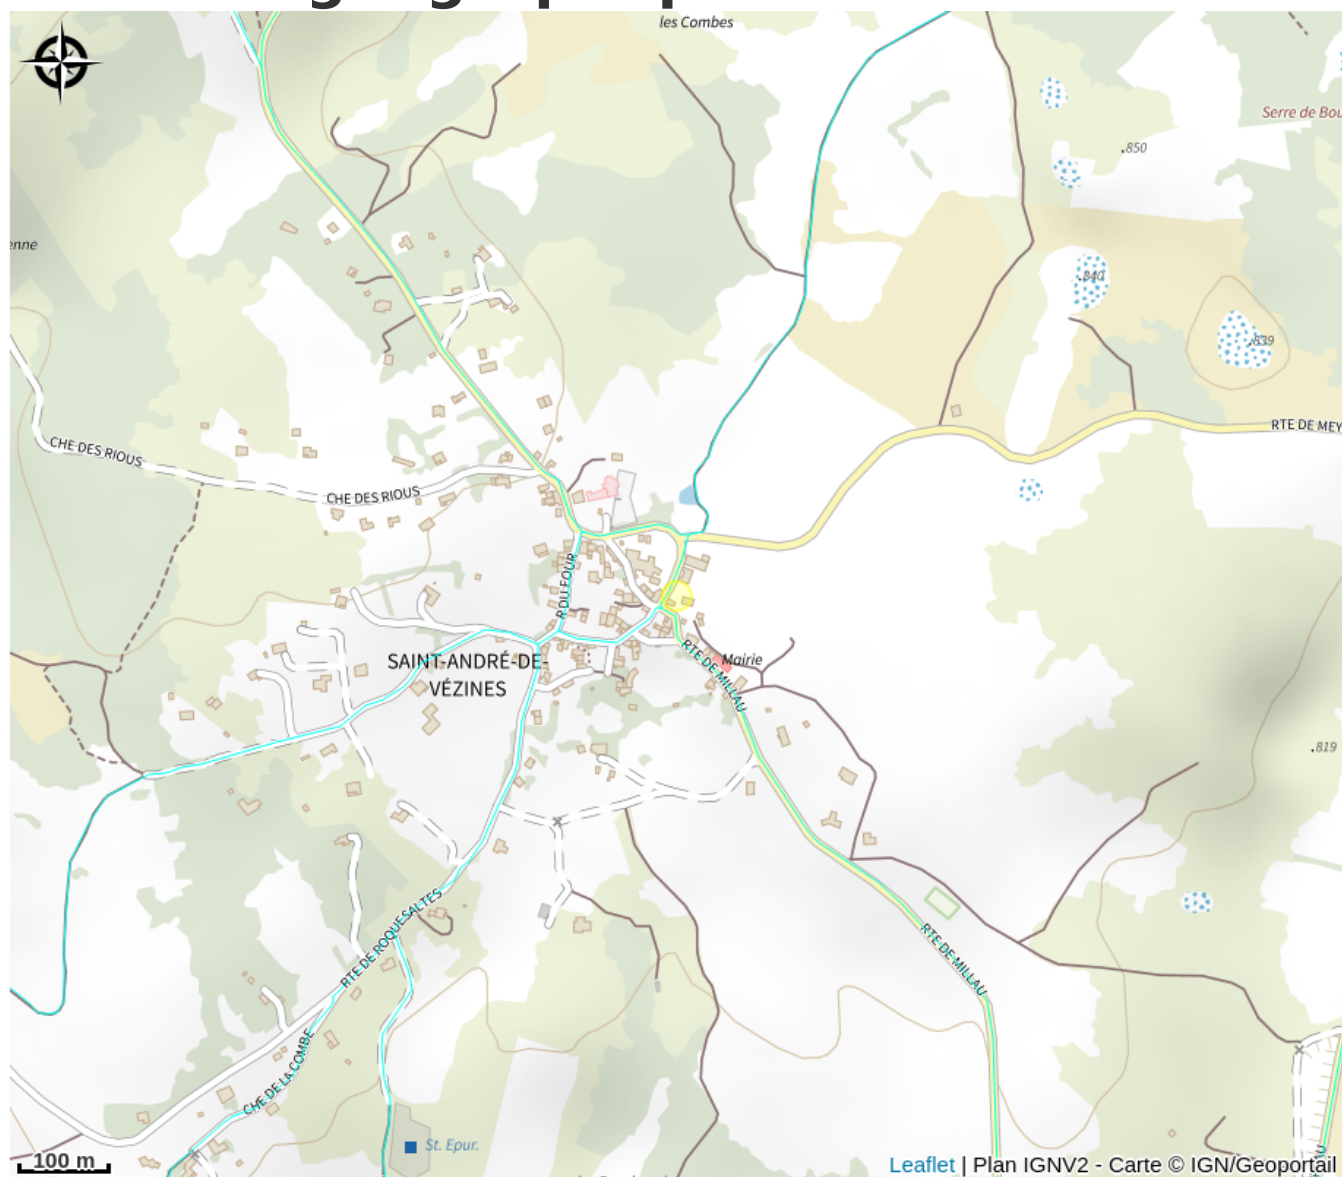 les Combes
Serre de Bou
850
enne
840
839
RTE DE MEY
CHE DES RIOUS
CHE DES RIOUS
R DU FOUR
SAINT-ANDRÉ-DE-
VÉZINES
Mairie
RTE DE MILLAU
819
RTE DE ROQUESALTES
RTE DE MILLAU
CHE DE LA COMBE
St. Epur.
100 m
Leaflet | Plan IGNV2 - Carte © IGN/Geoportail